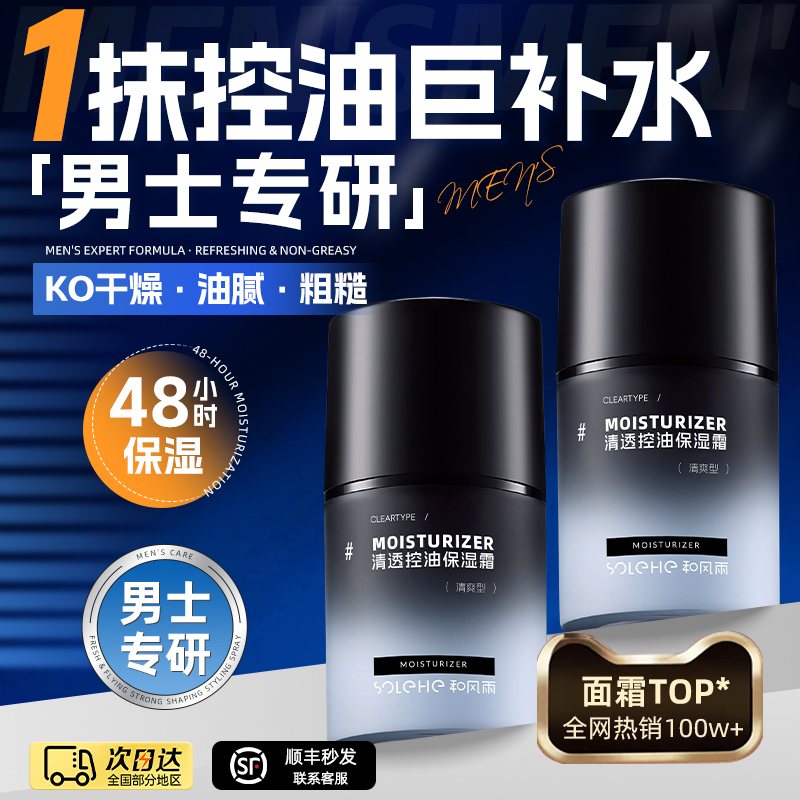 MEN'S MEN'S
1抹控油巨补水
「男士专研」
MEN'S
MEN'S EXPERT FORMULA · REFRESHING & NON-GREASY
KO干燥·油腻·粗糙
48小时
保湿
48-HOUR MOISTURIZATION
MEN'S CARE
男士
专研
FRESH & FLYING STRONG SHAPING STYLING SPRAY
CLEARTYPE /
# MOISTURIZER
清透控油保湿霜
(清爽型)
MOISTURIZER
SOLEHE 和风雨
CLEARTYPE /
# MOISTURIZER
清透控油保湿霜
(清爽型)
MOISTURIZER
SOLEHE 和风雨
面霜TOP*
全网热销100w+
次日达
全国部分地区
SF
顺丰秒发
联系客服